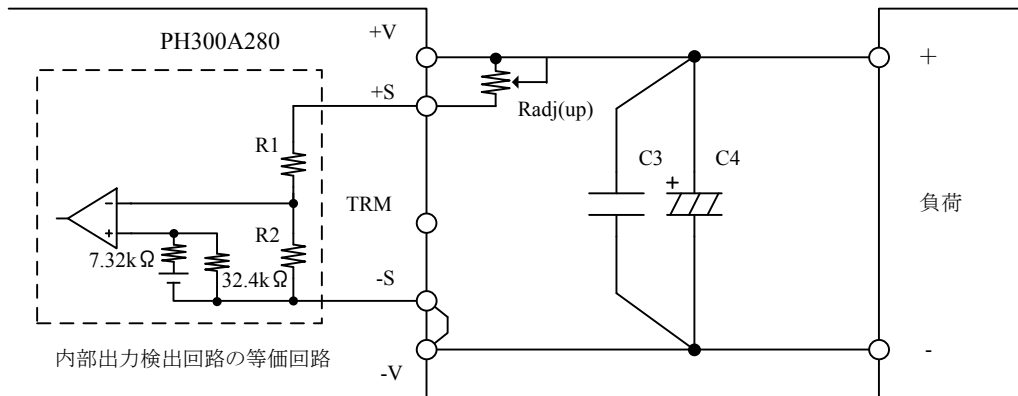 PH300A280
+V
+
+S
Radj(up)
R1
C3
C4
+
TRM
負荷
-
+
R2
7.32kΩ
32.4kΩ
-S
-
内部出力検出回路の等価回路
-V